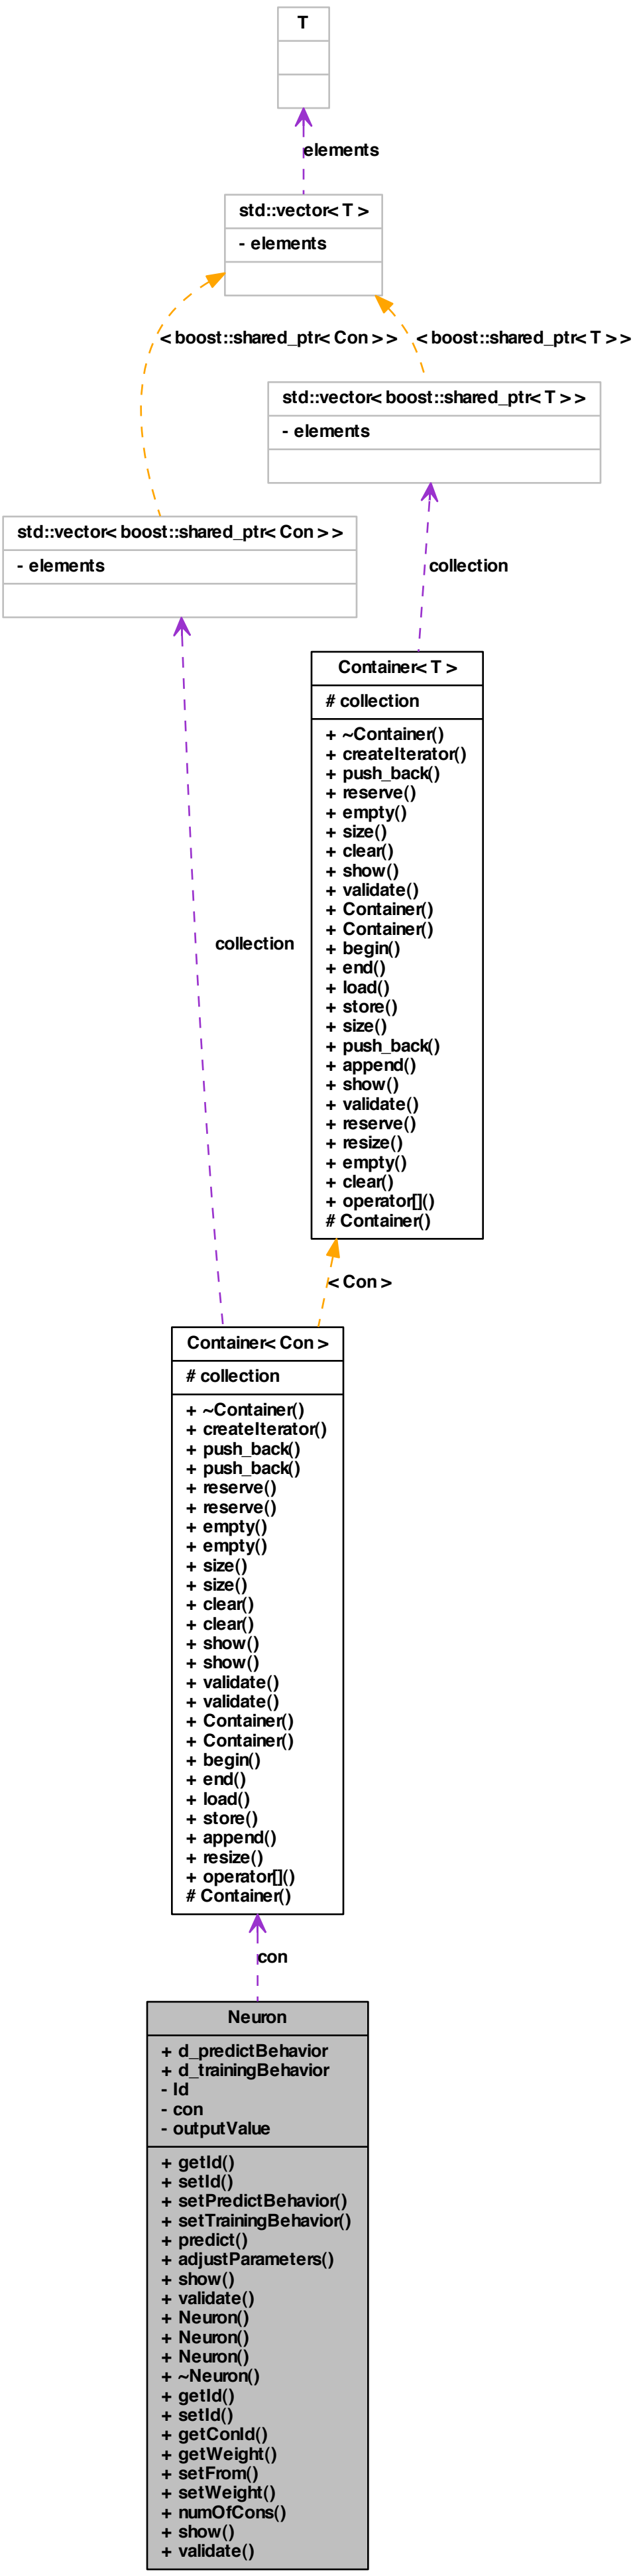 T
elements
std::vector< T >
- elements
< boost::shared_ptr< Con > >
< boost::shared_ptr< T > >
std::vector< boost::shared_ptr< T > >
- elements
std::vector< boost::shared_ptr< Con > >
- elements
collection
Container< T >
# collection
+ ~Container()
+ createIterator()
+ push_back()
+ reserve()
+ empty()
+ size()
+ clear()
+ show()
+ validate()
+ Container()
+ Container()
+ begin()
+ end()
+ load()
+ store()
+ size()
+ push_back()
+ append()
+ show()
+ validate()
+ reserve()
+ resize()
+ empty()
+ clear()
+ operator[]()
# Container()
collection
< Con >
Container< Con >
# collection
+ ~Container()
+ createIterator()
+ push_back()
+ push_back()
+ reserve()
+ reserve()
+ empty()
+ empty()
+ size()
+ size()
+ clear()
+ clear()
+ show()
+ show()
+ validate()
+ validate()
+ Container()
+ Container()
+ begin()
+ end()
+ load()
+ store()
+ append()
+ resize()
+ operator[]()
# Container()
con
Neuron
+ d_predictBehavior
+ d_trainingBehavior
- Id
- con
- outputValue
+ getId()
+ setId()
+ setPredictBehavior()
+ setTrainingBehavior()
+ predict()
+ adjustParameters()
+ show()
+ validate()
+ Neuron()
+ Neuron()
+ Neuron()
+ ~Neuron()
+ getId()
+ setId()
+ getConId()
+ getWeight()
+ setFrom()
+ setWeight()
+ numOfCons()
+ show()
+ validate()